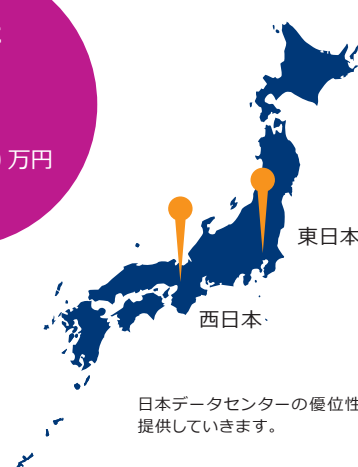 万円
東日本
西日本
日本データセンターの優位性
提供していきます。